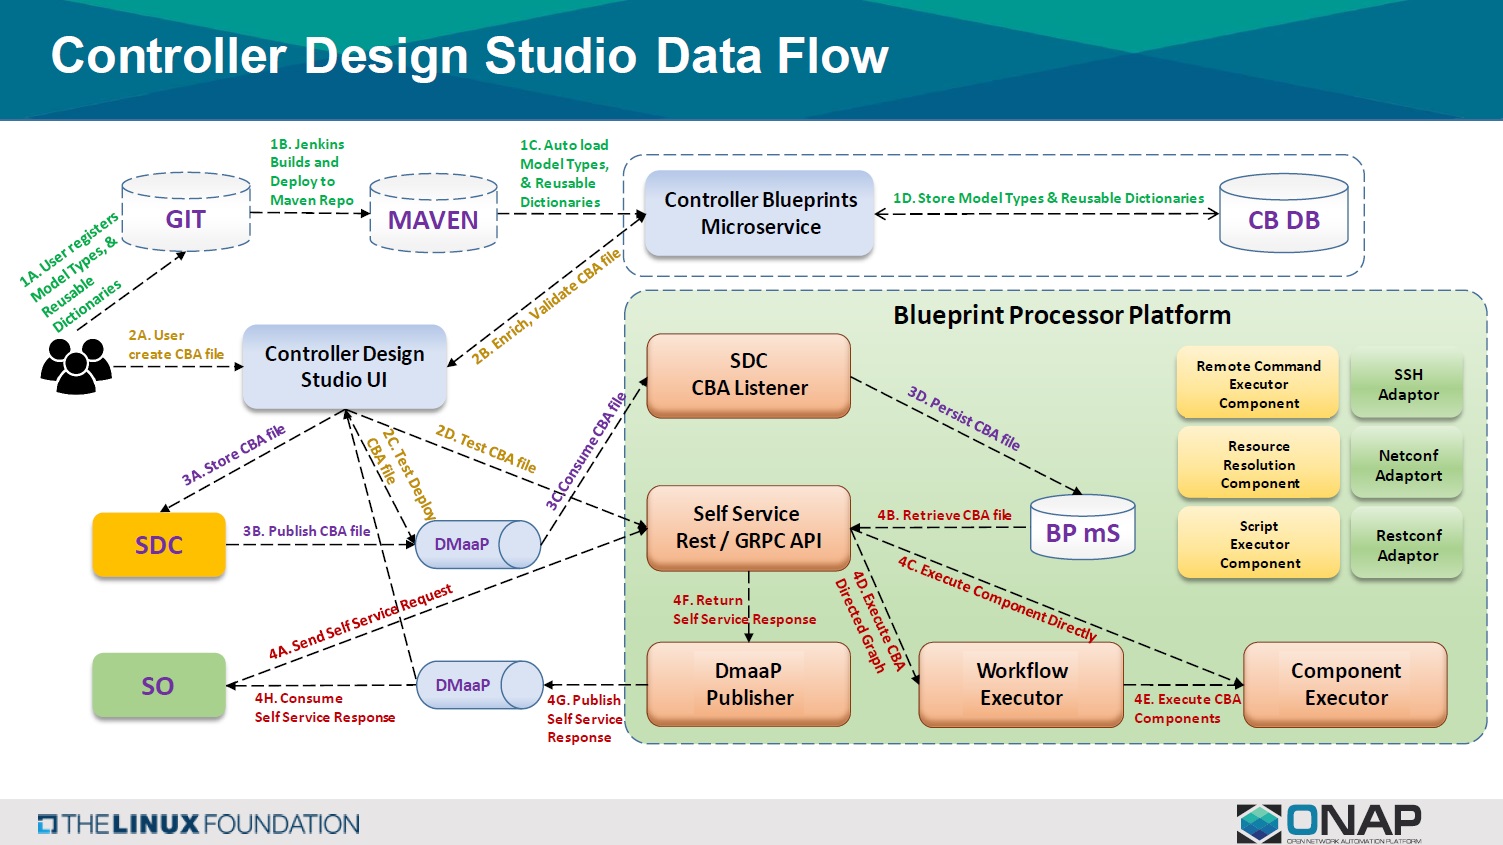 Controller Design Studio Data Flow
1B. Jenkins
Builds and
Deploy to
Maven Repo
1C. Auto load
Model Types,
& Reusable
Dictionaries
GIT
MAVEN
Controller Blueprints
Microservice
1D. Store Model Types & Reusable Dictionaries
CB DB
1A. User registers
Model Types, &
Reusable
Dictionaries
2A. User
create CBA file
Controller Design
Studio UI
2B. Enrich, Validate CBA file
Blueprint Processor Platform
SDC
CBA Listener
3D. Persist CBA file
Remote Command
Executor
Component
SSH
Adaptor
Resource
Resolution
Component
Netconf
Adaptort
Script
Executor
Component
Restconf
Adaptor
3A. Store CBA file
2C. Test Deploy
CBA file
2D. Test CBA file
3C.Consume CBA file
SDC
3B. Publish CBA file
DMaaP
Self Service
Rest / GRPC API
4B. Retrieve CBA file
BP mS
4A. Send Self Service Request
4F. Return
Self Service Response
4D. Execute CBA
Directed Graph
4C. Execute Component Directly
SO
4H. Consume
Self Service Response
DMaaP
4G. Publish
Self Service
Response
DmaaP
Publisher
Workflow
Executor
4E. Execute CBA
Components
Component
Executor
THE LINUX FOUNDATION
ONAP
OPEN NETWORK AUTOMATION PLATFORM